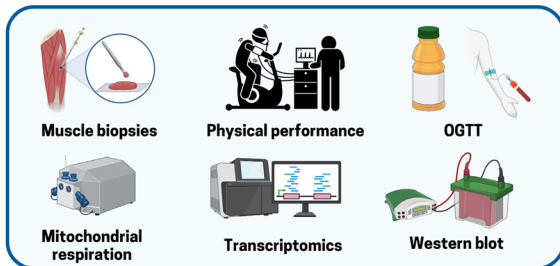 Muscle biopsies
Physical performance
OGTT
Mitochondrial
respiration
Transcriptomics
Western blot